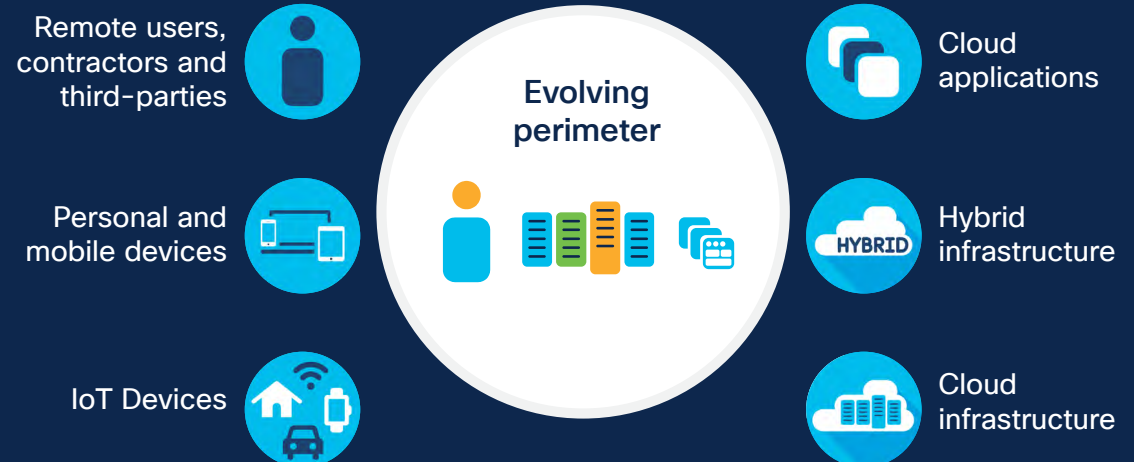 Remote users,
contractors and
third-parties
Personal and
mobile devices
IoT Devices
Evolving
perimeter
Cloud
applications
HYBRID
Hybrid
infrastructure
Cloud
infrastructure